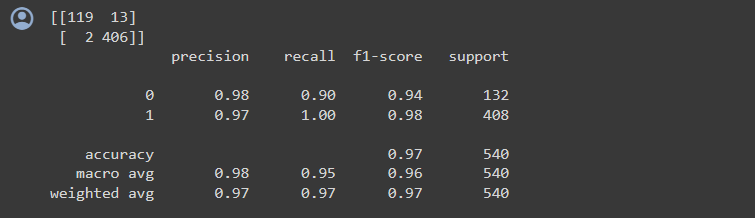 [[119  13]
 [  2 406]]
              precision    recall  f1-score   support

           0       0.98      0.90      0.94       132
           1       0.97      1.00      0.98       408

    accuracy                           0.97       540
   macro avg       0.98      0.95      0.96       540
weighted avg       0.97      0.97      0.97       540